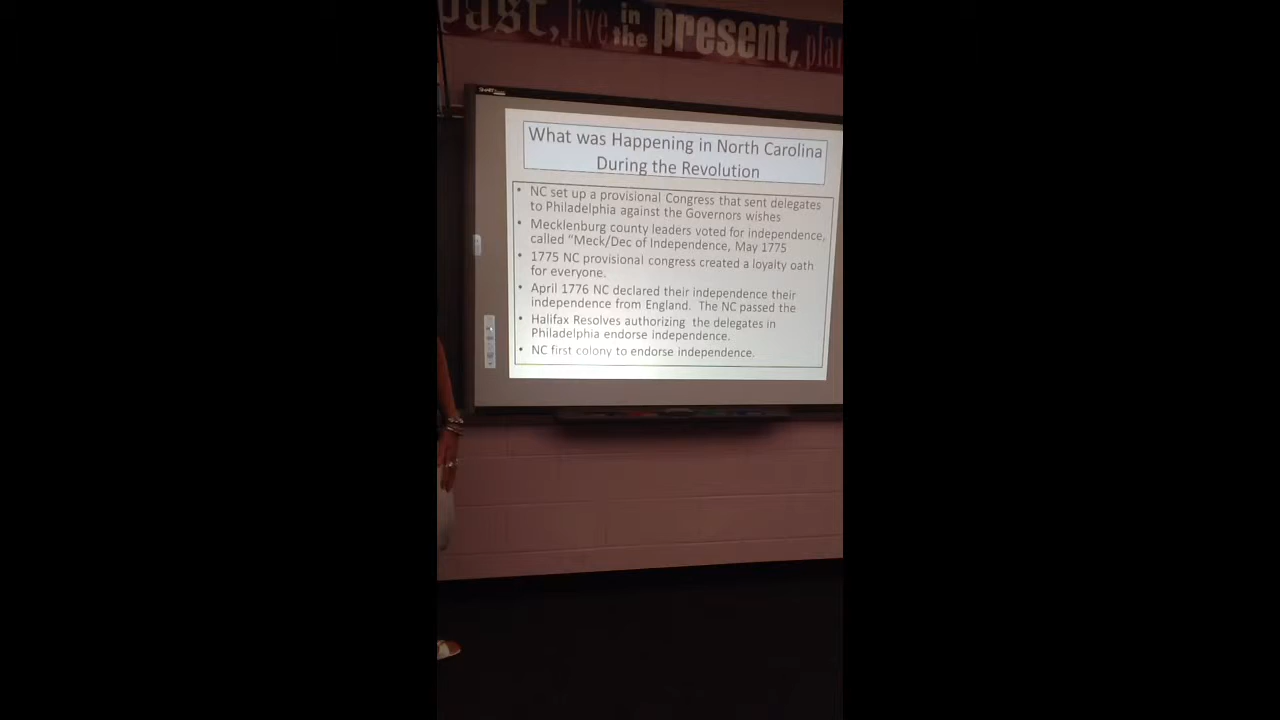 past, live in the present, plan
SMART
What was Happening in North Carolina
During the Revolution
• NC set up a provisional Congress that sent delegates
to Philadelphia against the Governors wishes
• Mecklenburg county leaders voted for independence,
called “Meck/Dec of Independence, May 1775
• 1775 NC provisional congress created a loyalty oath
for everyone.
• April 1776 NC declared their independence their
independence from England. The NC passed the
• Halifax Resolves authorizing the delegates in
Philadelphia endorse independence.
• NC first colony to endorse independence.